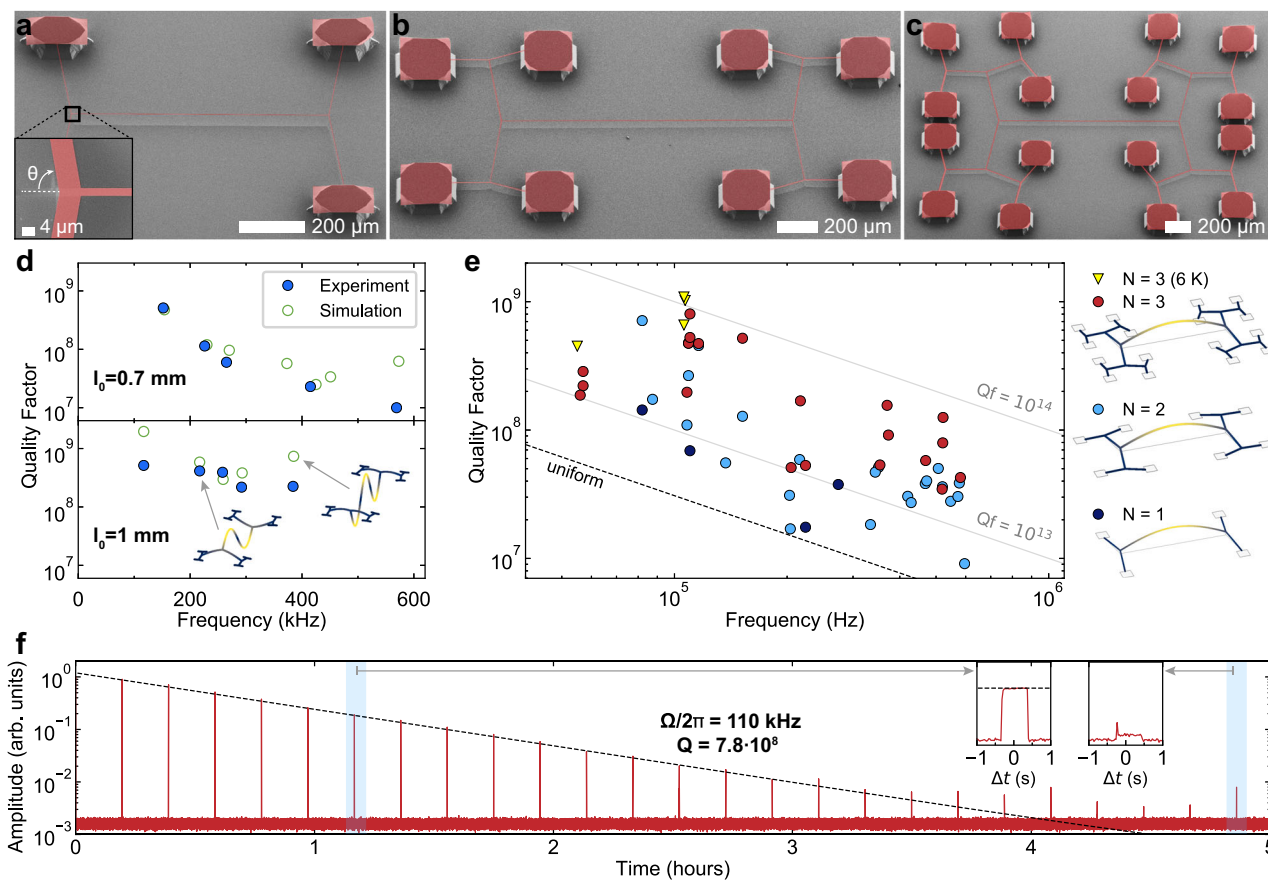 a
θ
4 µm
200 µm
b
200 µm
c
200 µm
d
10⁹
10⁸
10⁷
Experiment
Simulation
l₀=0.7 mm
Quality Factor
10⁹
10⁸
10⁷
l₀=1 mm
0 200 400 600
Frequency (kHz)
e
10⁹
10⁸
10⁷
Quality Factor
uniform
Qf = 10¹⁴
Qf = 10¹³
10⁵ 10⁶
Frequency (Hz)
N = 3 (6 K)
N = 3
N = 2
N = 1
f
10⁰
10⁻¹
10⁻²
10⁻³
Amplitude (arb. units)
Ω/2π = 110 kHz
Q = 7.8·10⁸
−1 0 1
Δt (s)
−1 0 1
Δt (s)
0 1 2 3 4 5
Time (hours)